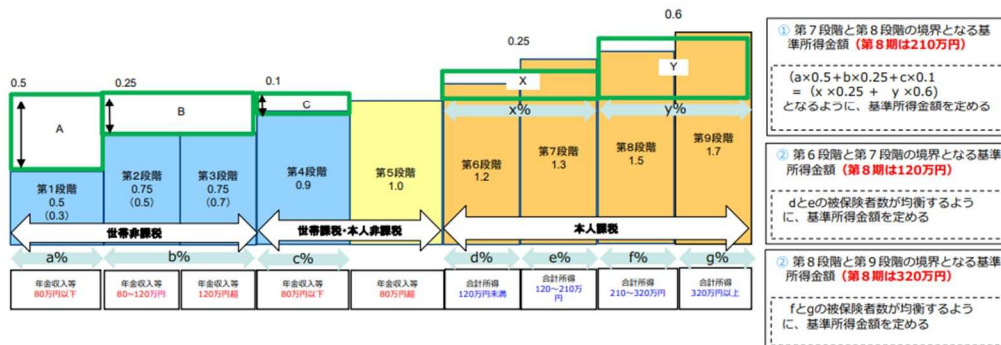 0.5
0.25
0.1
0.25
0.6
A
B
C
X
Y
x%
y%
第1段階
0.5
(0.3)
第2段階
0.75
(0.5)
第3段階
0.75
(0.7)
第4段階
0.9
第5段階
1.0
第6段階
1.2
第7段階
1.3
第8段階
1.5
第9段階
1.7
世帯非課税
世帯課税・本人非課税
本人課税
a%
b%
c%
d%
e%
f%
g%
年金収入等
80万円以下
年金収入等
80~120万円
年金収入等
120万円超
年金収入等
80万円以下
年金収入等
80万円超
合計所得
120万円未満
合計所得
120~210万
円
合計所得
210~320万円
合計所得
320万円以上
① 第7段階と第8段階の境界となる基
準所得金額(第8期は210万円)
(a×0.5+b×0.25+c×0.1
= (x ×0.25 + y ×0.6)
となるように、基準所得金額を定める
② 第6段階と第7段階の境界となる基準
所得金額(第8期は120万円)
dとeの被保険者数が均衡するよう
に、基準所得金額を定める
② 第8段階と第9段階の境界となる基準
所得金額(第8期は320万円)
fとgの被保険者数が均衡するよう
に、基準所得金額を定める